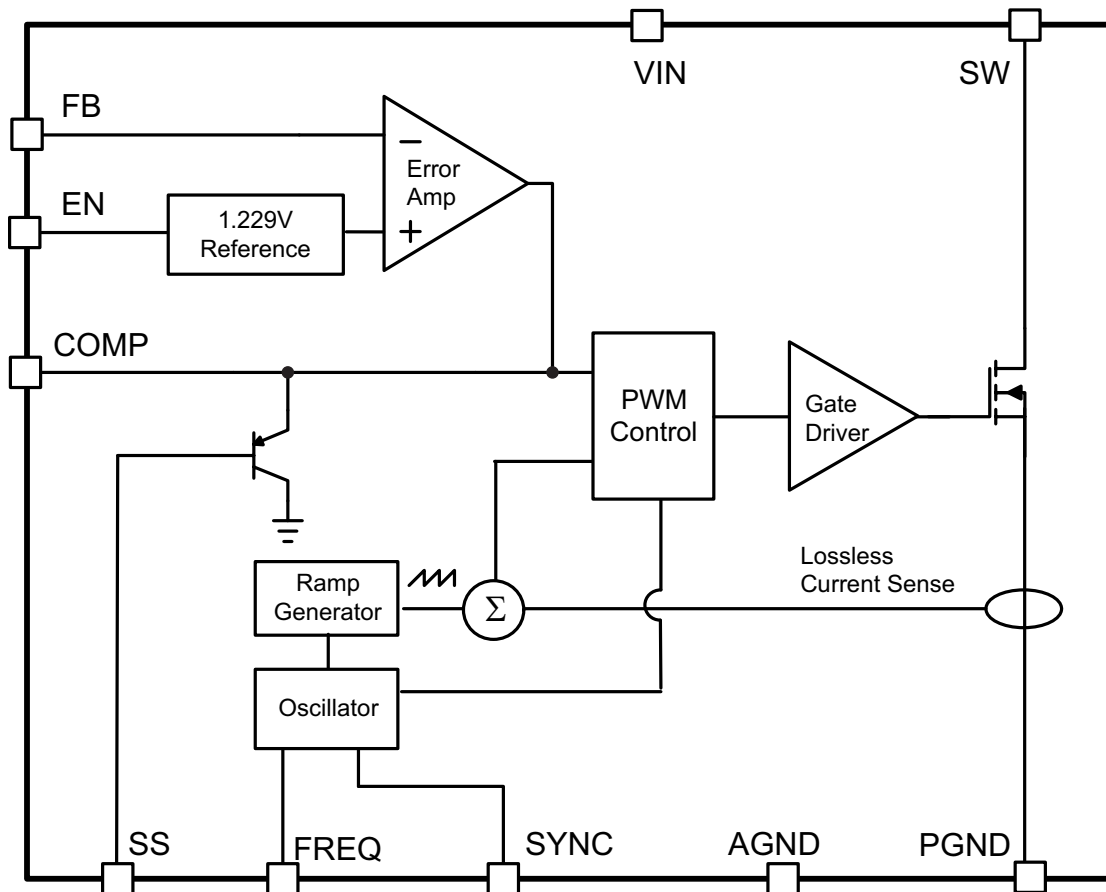 VIN
SW
FB
Error
Amp
EN
1.229V
Reference
COMP
PWM
Control
Gate
Driver
Lossless
Current Sense
Ramp
Generator
Σ
Oscillator
SS
FREQ
SYNC
AGND
PGND